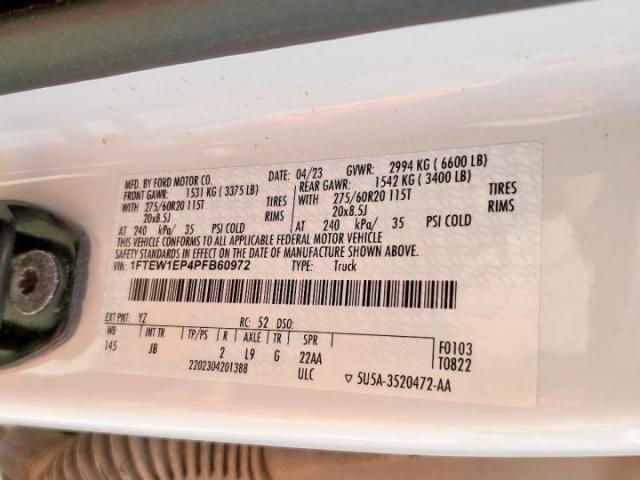 MFD. BY FORD MOTOR CO.
DATE: 04/23 GVWR: 2994 KG ( 6600 LB)
FRONT GAWR: 1531 KG ( 3375 LB) REAR GAWR: 1542 KG ( 3400 LB)
WITH 275/60R20 115T TIRES WITH 275/60R20 115T TIRES
20x8.5J RIMS 20x8.5J RIMS
AT 240 kPa/ 35 PSI COLD AT 240 kPa/ 35 PSI COLD
THIS VEHICLE CONFORMS TO ALL APPLICABLE FEDERAL MOTOR VEHICLE
SAFETY STANDARDS IN EFFECT ON THE DATE OF MANUFACTURE SHOWN ABOVE.
VIN: 1FTEW1EP4PFB60972 TYPE: Truck
EXT PNT: YZ RC: 52 DSO:
WB INT TR TP/PS R AXLE TR SPR
145 JB 2 L9 G 22AA
2202304201388 ULC
F0103
T0822
▽ 5U5A-3520472-AA